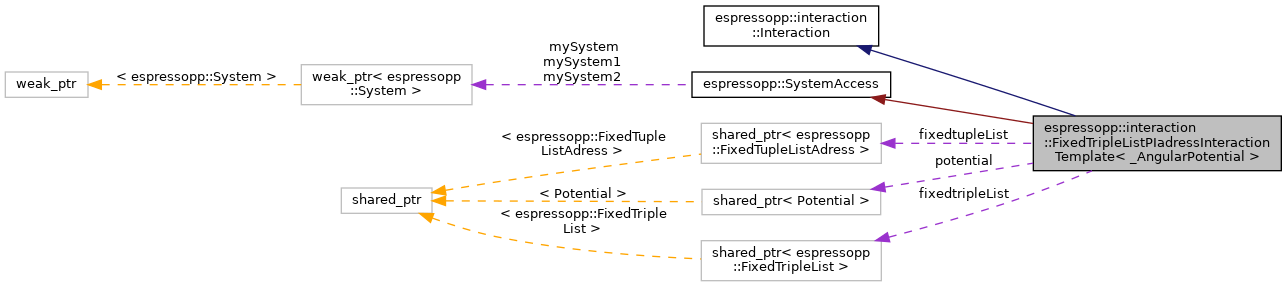 espressopp::interaction
::Interaction
mySystem
mySystem1
mySystem2
weak_ptr
< espressopp::System >
weak_ptr< espressopp
::System >
espressopp::SystemAccess
espressopp::interaction
::FixedTripleListPIadressInteraction
Template< _AngularPotential >
< espressopp::FixedTuple
ListAdress >
shared_ptr< espressopp
::FixedTupleListAdress >
fixedtupleList
potential
shared_ptr
< Potential >
shared_ptr< Potential >
fixedtripleList
< espressopp::FixedTriple
List >
shared_ptr< espressopp
::FixedTripleList >